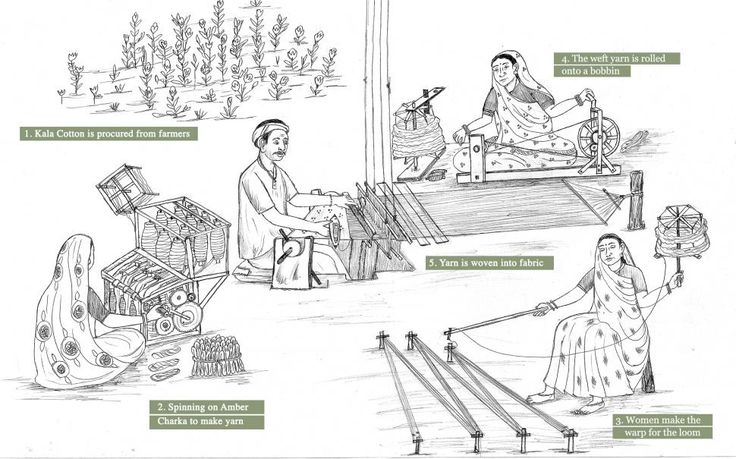 1. Kala Cotton is procured from farmers
2. Spinning on Amber
Charka to make yarn
3. Women make the
warp for the loom
4. The weft yarn is rolled
onto a bobbin
5. Yarn is woven into fabric